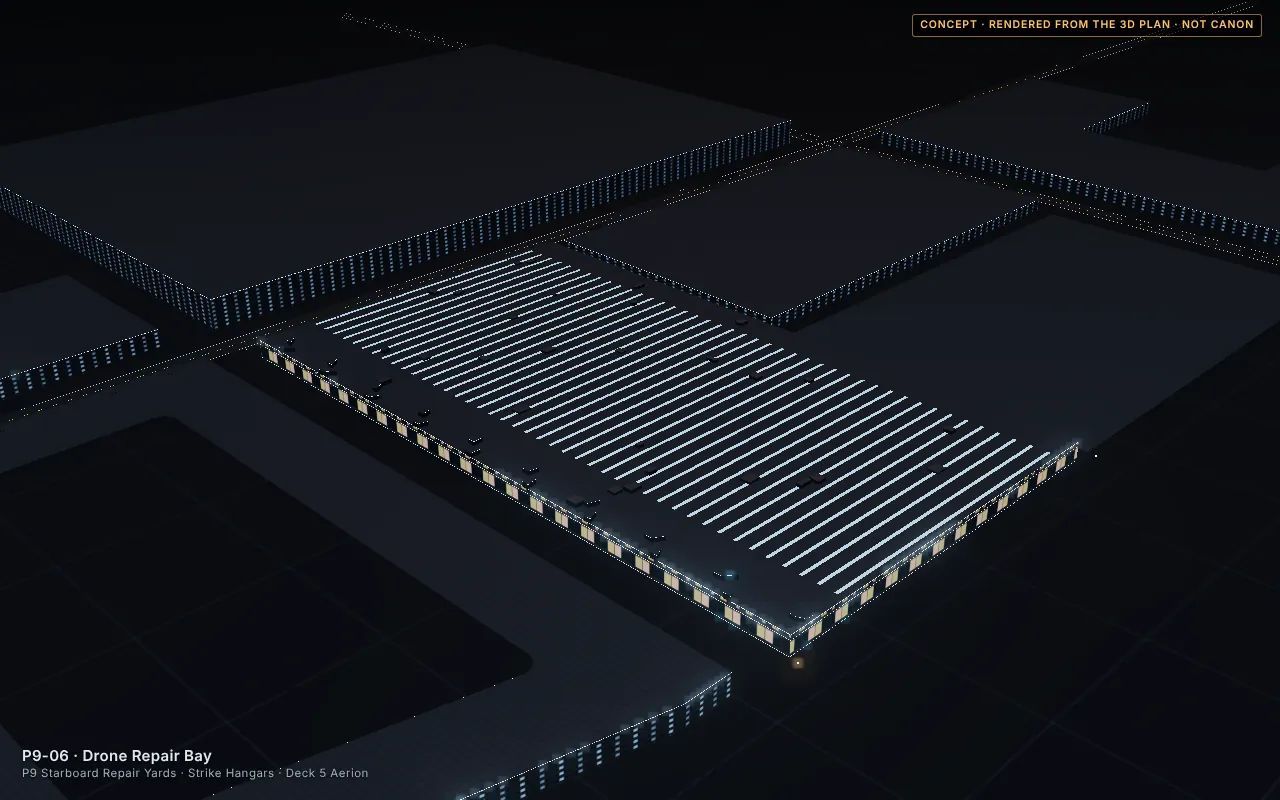 CONCEPT · RENDERED FROM THE 3D PLAN · NOT CANON
P9-06 · Drone Repair Bay
P9 Starboard Repair Yards · Strike Hangars · Deck 5 Aerion